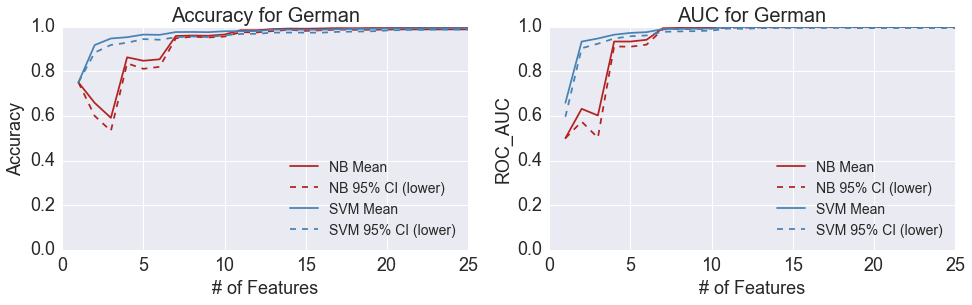 Accuracy for German
1.0
0.8
0.6
0.4
0.2
0.0
Accuracy
NB Mean
NB 95% CI (lower)
SVM Mean
SVM 95% CI (lower)
0 5 10 15 20 25
# of Features
AUC for German
1.0
0.8
0.6
0.4
0.2
0.0
ROC_AUC
NB Mean
NB 95% CI (lower)
SVM Mean
SVM 95% CI (lower)
0 5 10 15 20 25
# of Features